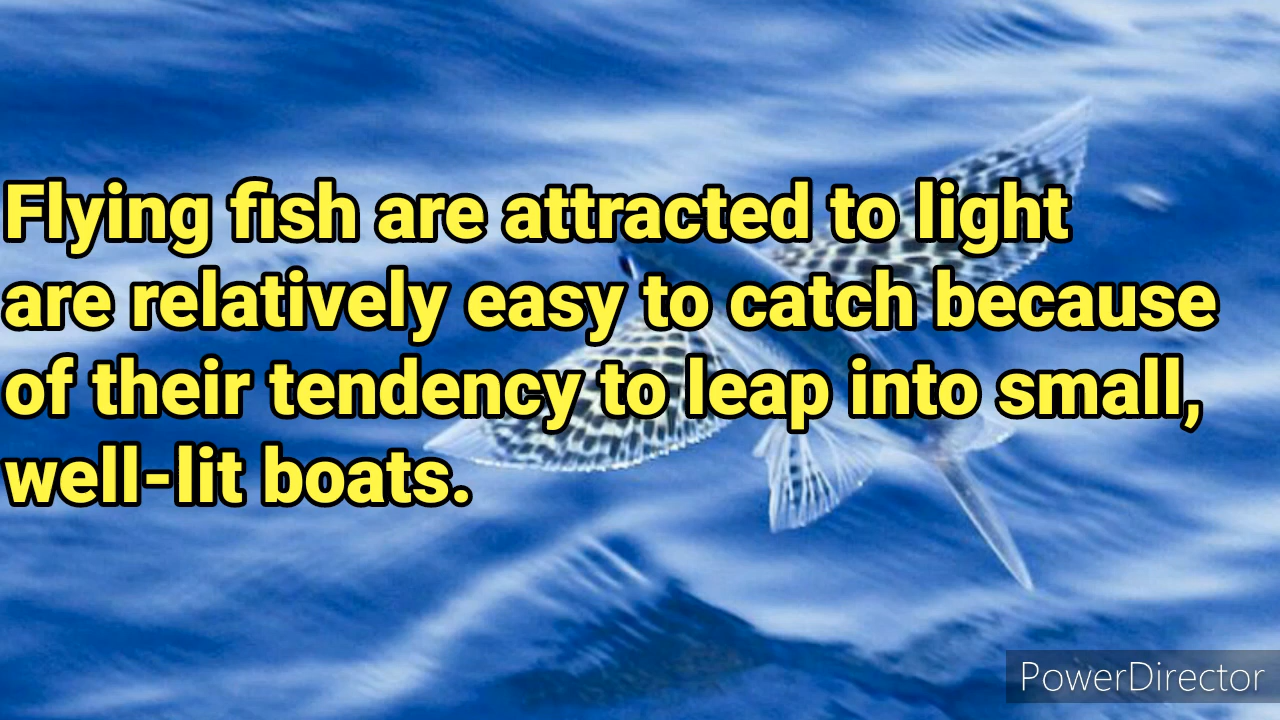 Flying fish are attracted to light
are relatively easy to catch because
of their tendency to leap into small,
well-lit boats.
PowerDirector